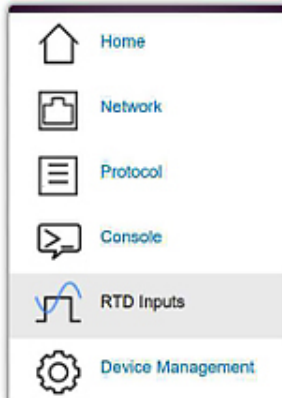 Home
Network
Protocol
Console
RTD Inputs
Device Management